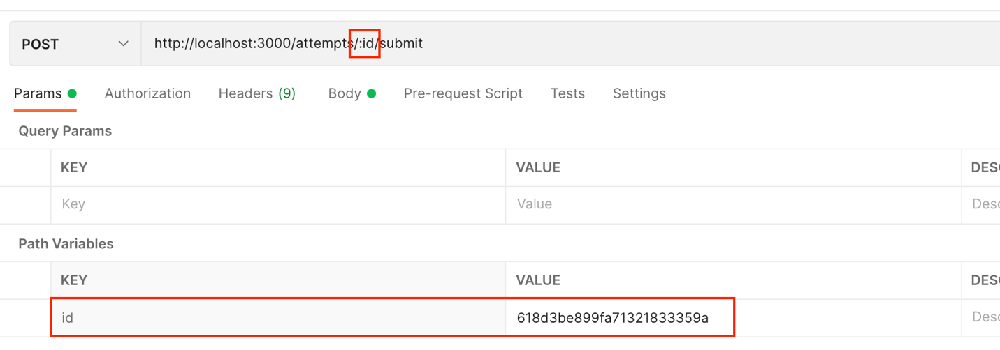 POST http://localhost:3000/attempts/:id/submit
Params Authorization Headers (9) Body Pre-request Script Tests Settings
Query Params
KEY VALUE DESC
Key Value Desc
Path Variables
KEY VALUE DESC
id 618d3be899fa71321833359a Desc